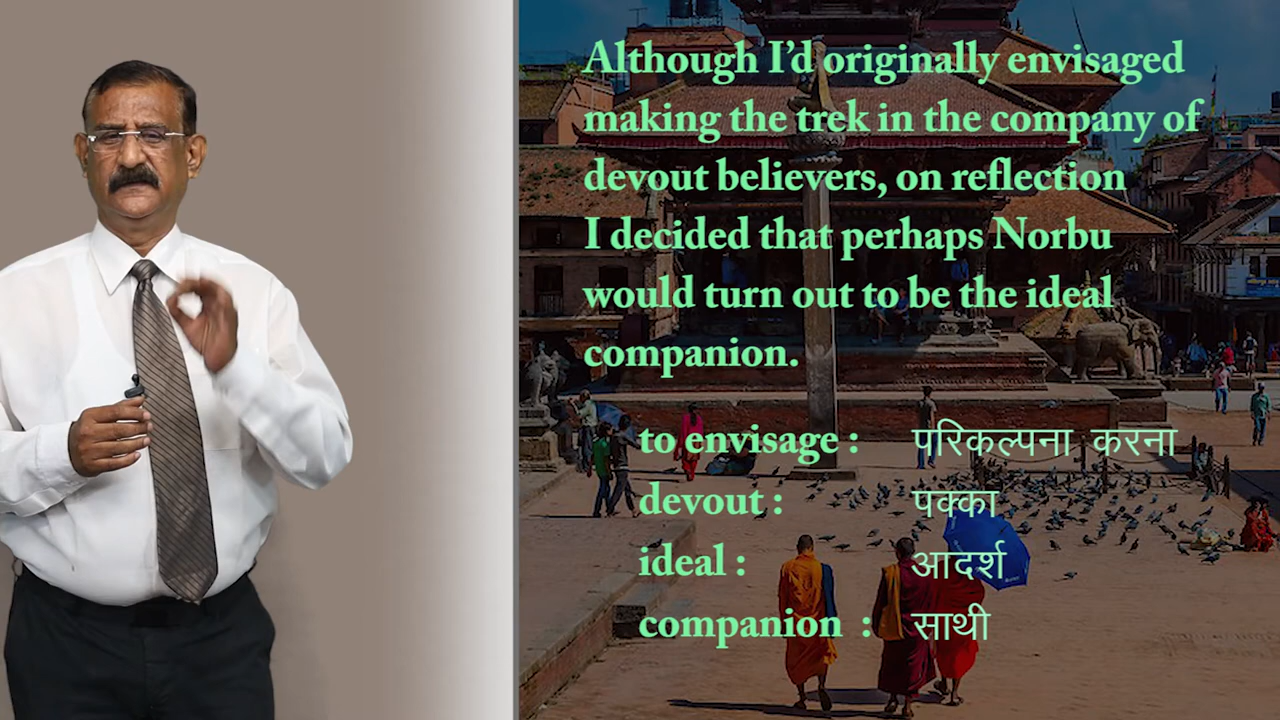 Although I’d originally envisaged
making the trek in the company of
devout believers, on reflection
I decided that perhaps Norbu
would turn out to be the ideal
companion.
to envisage : परिकल्पना करना
devout : पक्का
ideal : आदर्श
companion : साथी